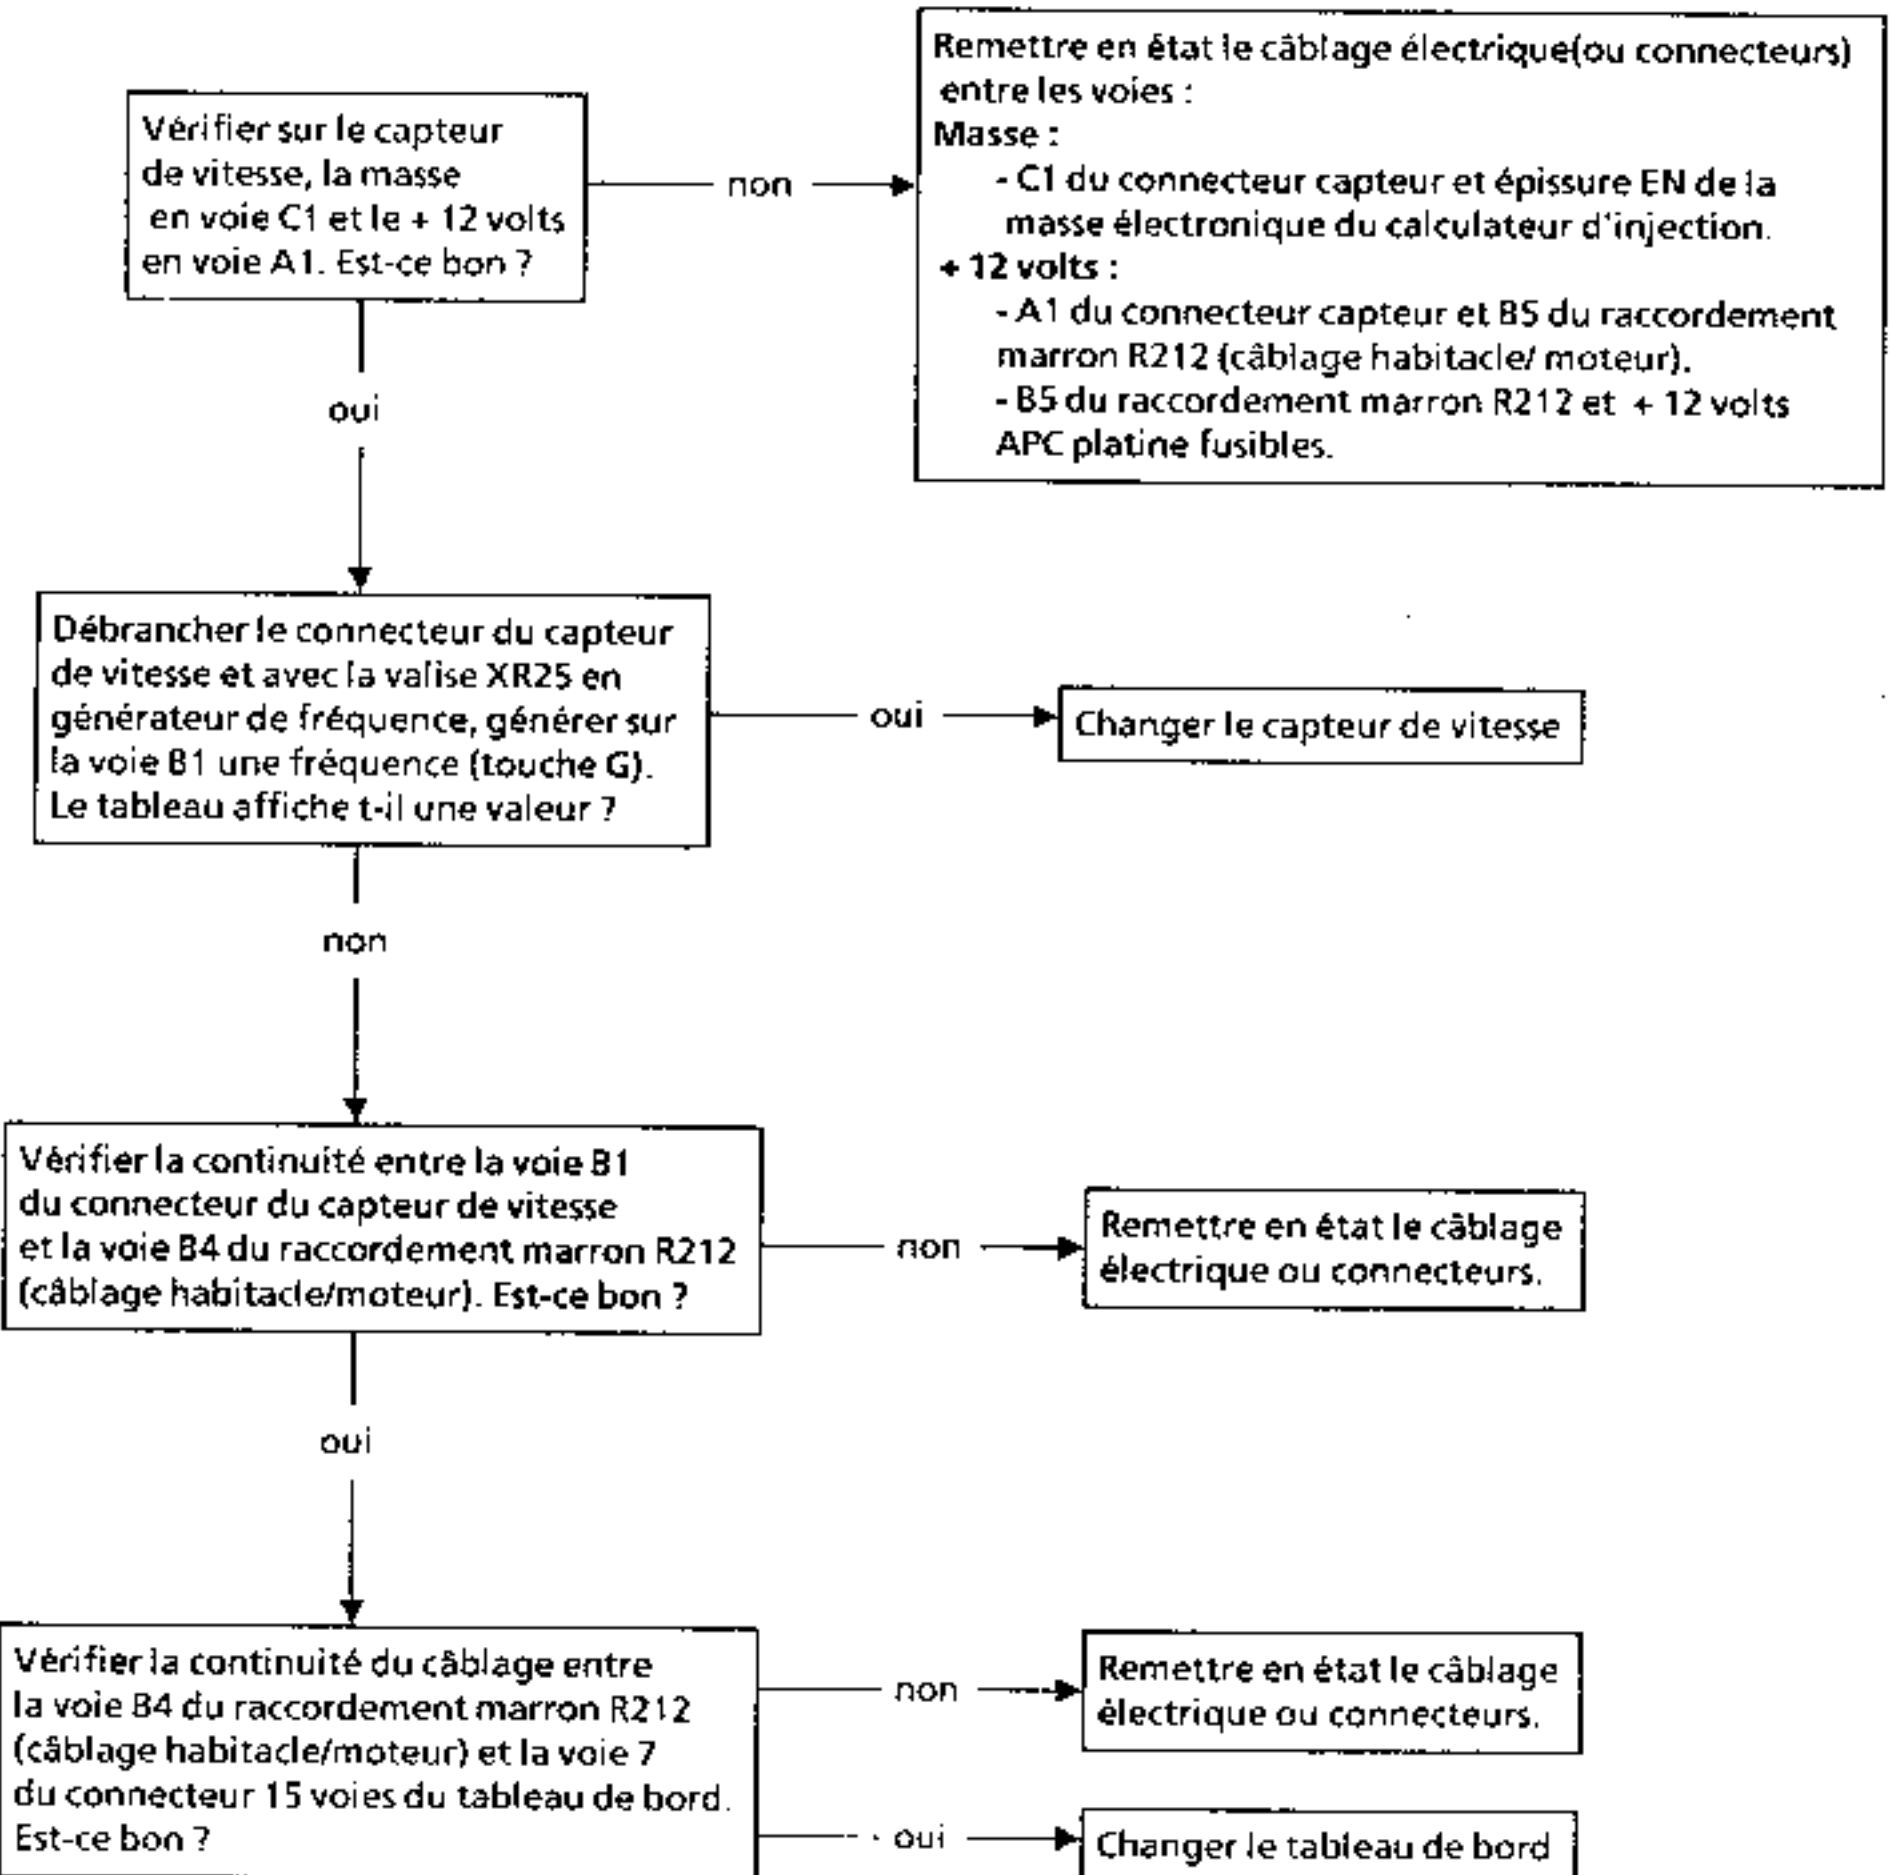 Remettre en état le câblage électrique(ou connecteurs)
entre les voies :
Masse :
- C1 du connecteur capteur et épissure EN de la
masse électronique du calculateur d'injection.
+ 12 volts :
- A1 du connecteur capteur et B5 du raccordement
marron R212 (câblage habitacle/ moteur).
- B5 du raccordement marron R212 et + 12 volts
APC platine fusibles.
Vérifier sur le capteur
de vitesse, la masse
en voie C1 et le + 12 volts
en voie A1. Est-ce bon ?
non
oui
Débrancher le connecteur du capteur
de vitesse et avec la valise XR25 en
générateur de fréquence, générer sur
la voie B1 une fréquence (touche G).
Le tableau affiche t-il une valeur ?
oui
Changer le capteur de vitesse
non
Vérifier la continuité entre la voie B1
du connecteur du capteur de vitesse
et la voie B4 du raccordement marron R212
(câblage habitacle/moteur). Est-ce bon ?
non
Remettre en état le câblage
électrique ou connecteurs.
oui
Vérifier la continuité du câblage entre
la voie B4 du raccordement marron R212
(câblage habitacle/moteur) et la voie 7
du connecteur 15 voies du tableau de bord.
Est-ce bon ?
non
Remettre en état le câblage
électrique ou connecteurs.
oui
Changer le tableau de bord